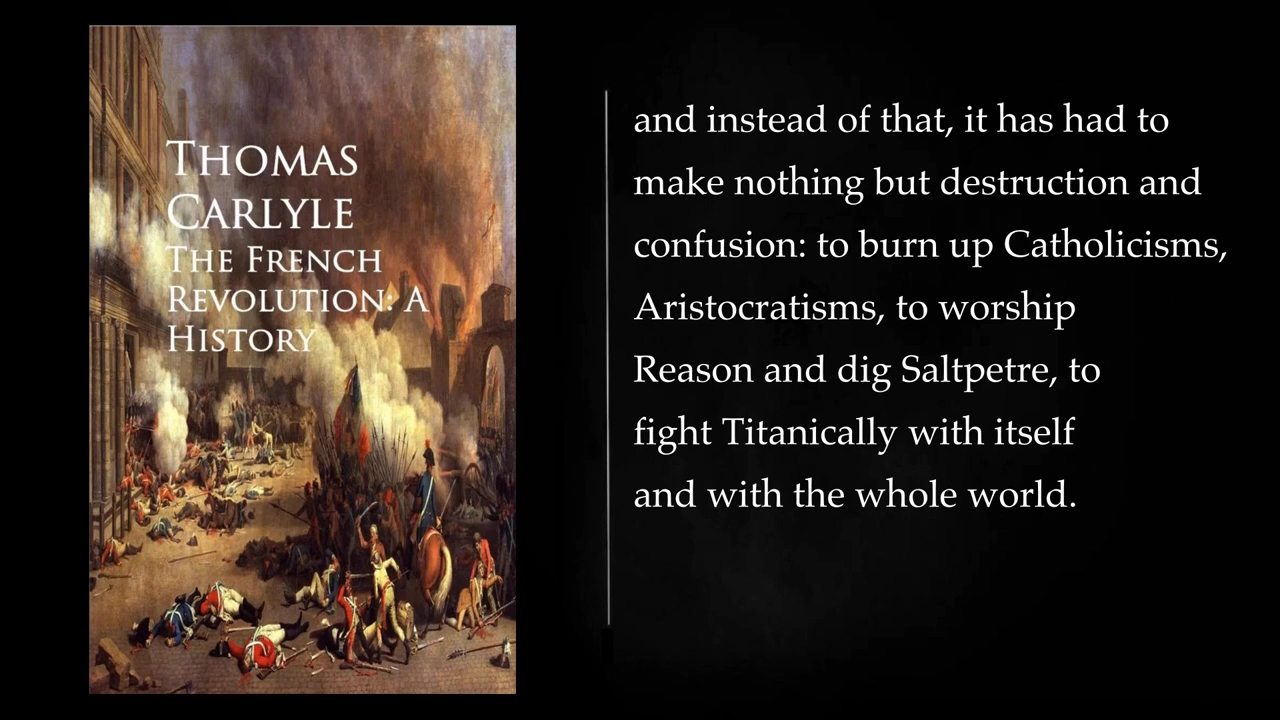 THOMAS
CARLYLE
THE FRENCH
REVOLUTION: A
HISTORY
and instead of that, it has had to
make nothing but destruction and
confusion: to burn up Catholicisms,
Aristocratisms, to worship
Reason and dig Saltpetre, to
fight Titanically with itself
and with the whole world.